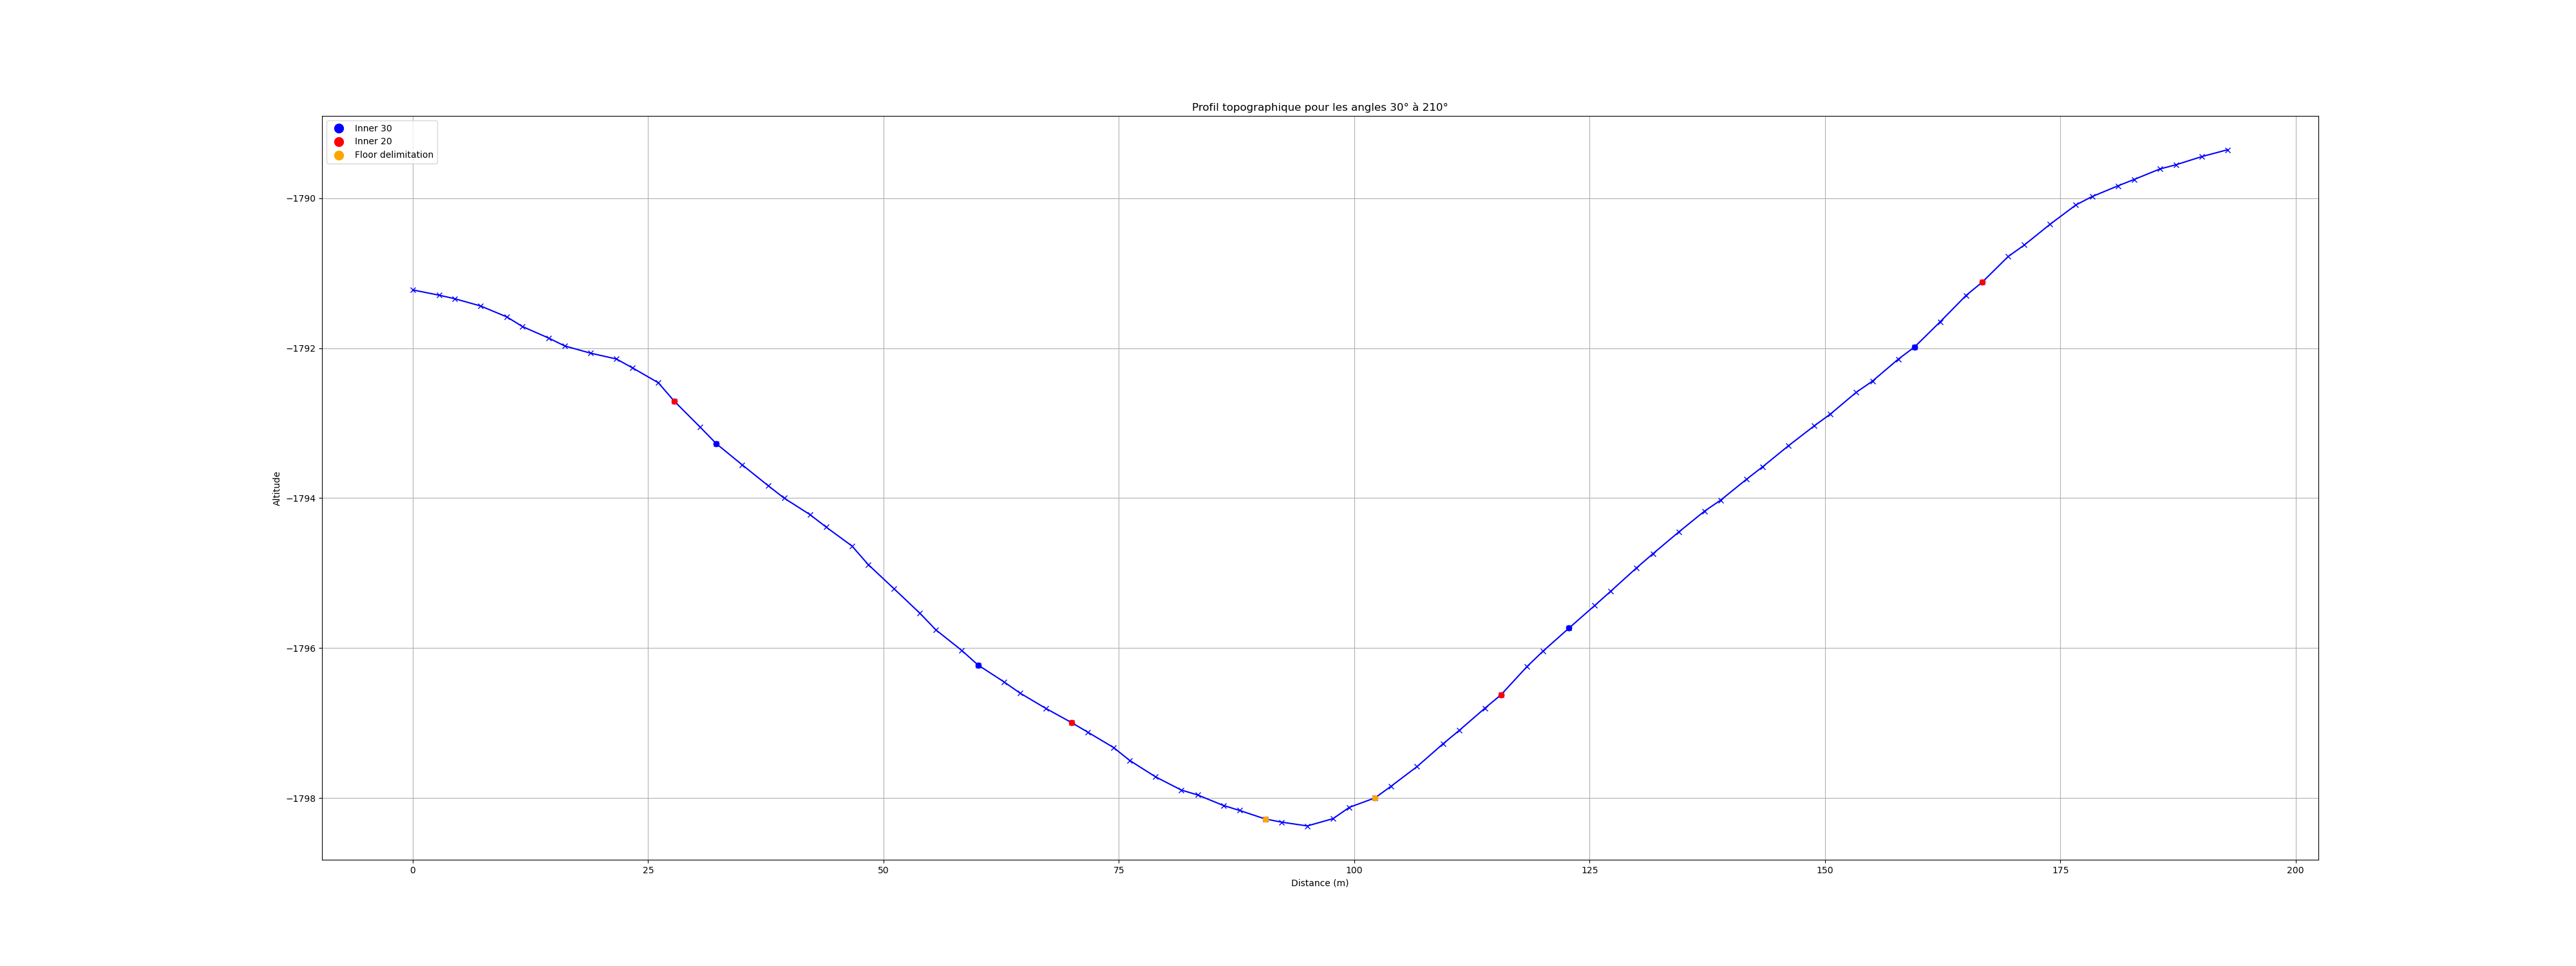 Profil topographique pour les angles 30° à 210°
Inner 30
Inner 20
Floor delimitation
−1790
−1792
−1794
−1796
−1798
Altitude
0 25 50 75 100 125 150 175 200
Distance (m)